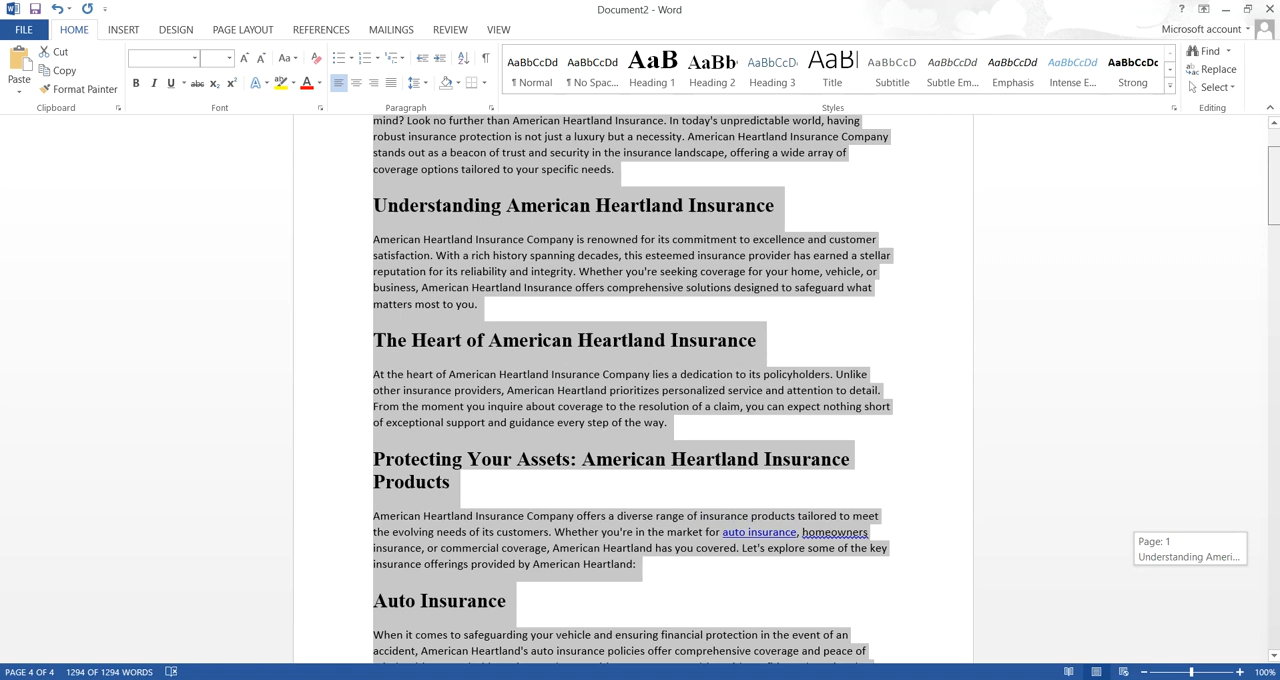 Document2 - Word
?
FILE HOME INSERT DESIGN PAGE LAYOUT REFERENCES MAILINGS REVIEW VIEW
Microsoft account
Paste
Cut
Copy
Format Painter
Clipboard
Aa
B I U abc X₂ X²
A A
Font
Paragraph
AaBbCcDd AaBbCcDd AaB AaBb AaBbCcD AaBl AaBbCcD AaBbCcDd AaBbCcDd AaBbCcDd AaBbCcDc
¶ Normal ¶ No Spac... Heading 1 Heading 2 Heading 3 Title Subtitle Subtle Em... Emphasis Intense E... Strong
Styles
Find
Replace
Select
Editing
mind? Look no further than American Heartland Insurance. In today's unpredictable world, having
robust insurance protection is not just a luxury but a necessity. American Heartland Insurance Company
stands out as a beacon of trust and security in the insurance landscape, offering a wide array of
coverage options tailored to your specific needs.
Understanding American Heartland Insurance
American Heartland Insurance Company is renowned for its commitment to excellence and customer
satisfaction. With a rich history spanning decades, this esteemed insurance provider has earned a stellar
reputation for its reliability and integrity. Whether you're seeking coverage for your home, vehicle, or
business, American Heartland Insurance offers comprehensive solutions designed to safeguard what
matters most to you.
The Heart of American Heartland Insurance
At the heart of American Heartland Insurance Company lies a dedication to its policyholders. Unlike
other insurance providers, American Heartland prioritizes personalized service and attention to detail.
From the moment you inquire about coverage to the resolution of a claim, you can expect nothing short
of exceptional support and guidance every step of the way.
Protecting Your Assets: American Heartland Insurance
Products
American Heartland Insurance Company offers a diverse range of insurance products tailored to meet
the evolving needs of its customers. Whether you're in the market for auto insurance, homeowners
insurance, or commercial coverage, American Heartland has you covered. Let's explore some of the key
insurance offerings provided by American Heartland:
Page: 1
Understanding Ameri...
Auto Insurance
When it comes to safeguarding your vehicle and ensuring financial protection in the event of an
accident, American Heartland's auto insurance policies offer comprehensive coverage and peace of
PAGE 4 OF 4 1294 OF 1294 WORDS
100%